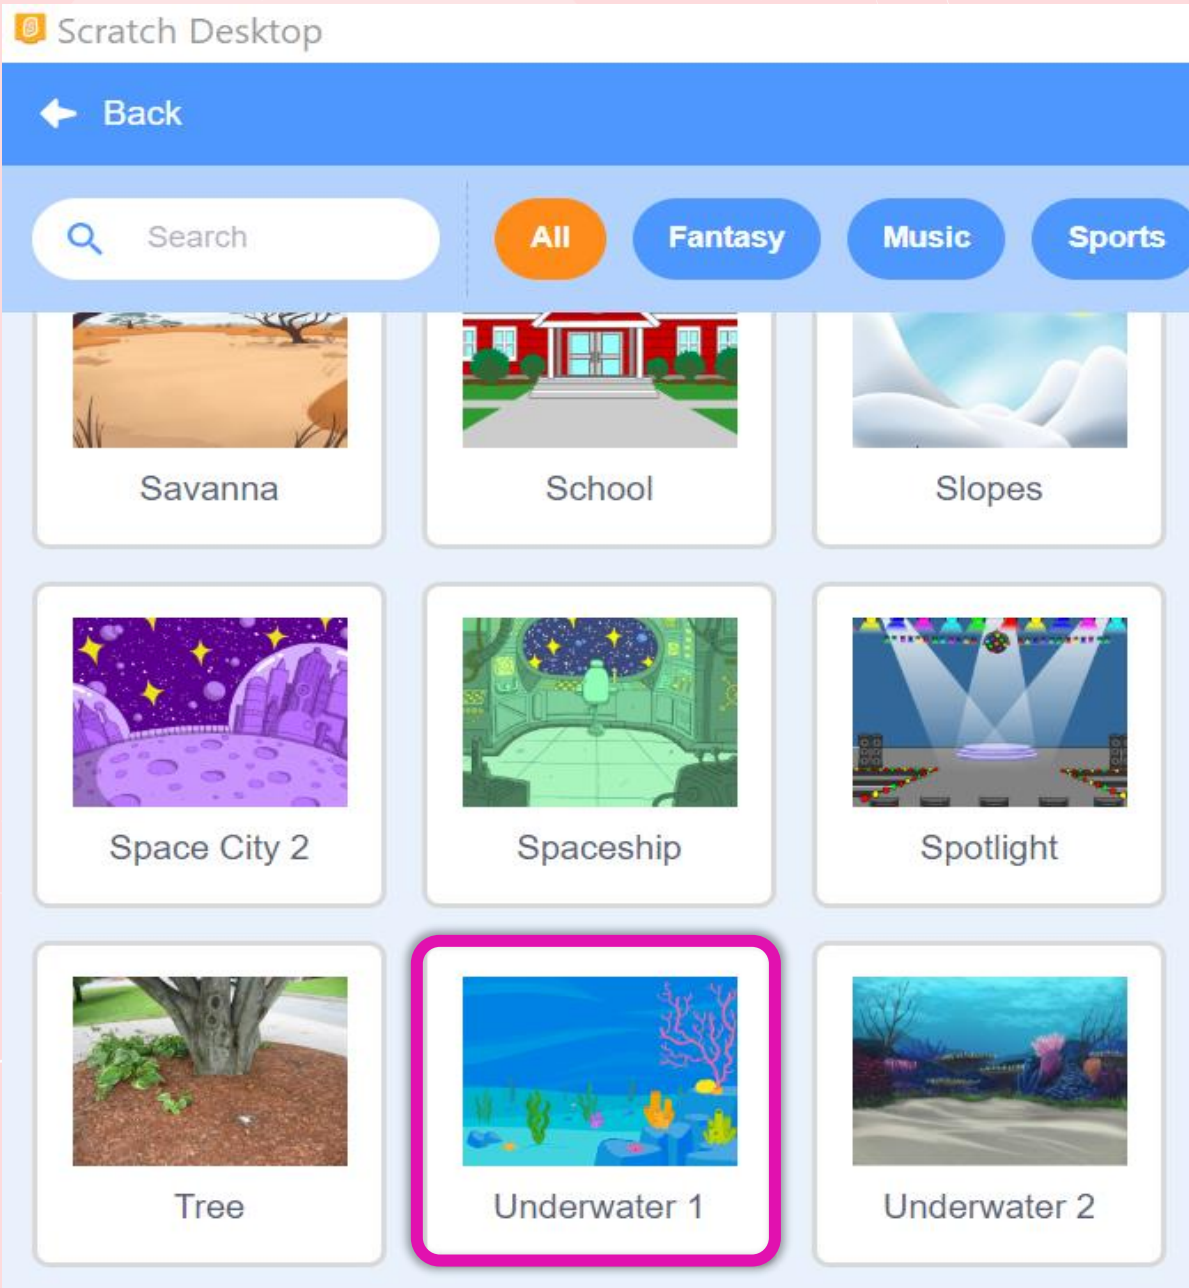 Scratch Desktop
Back
Search
All
Fantasy
Music
Sports
Savanna
School
Slopes
Space City 2
Spaceship
Spotlight
Tree
Underwater 1
Underwater 2